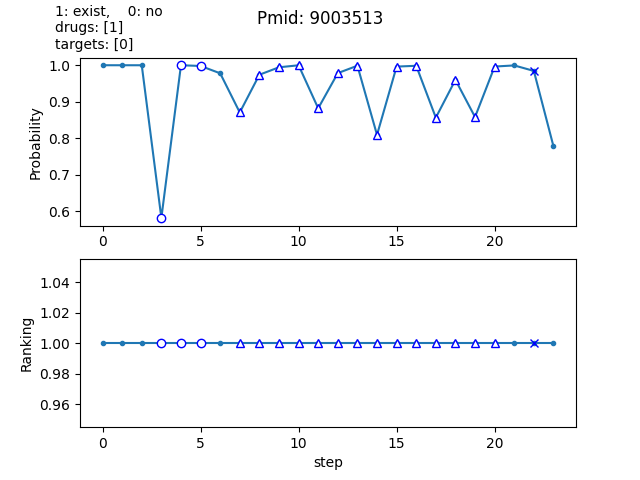 1: exist,    0: no
Pmid: 9003513
drugs: [1]
targets: [0]
1.0
0.9
0.8
0.7
0.6
Probability
0 5 10 15 20
1.04
1.02
1.00
0.98
0.96
Ranking
0 5 10 15 20
step